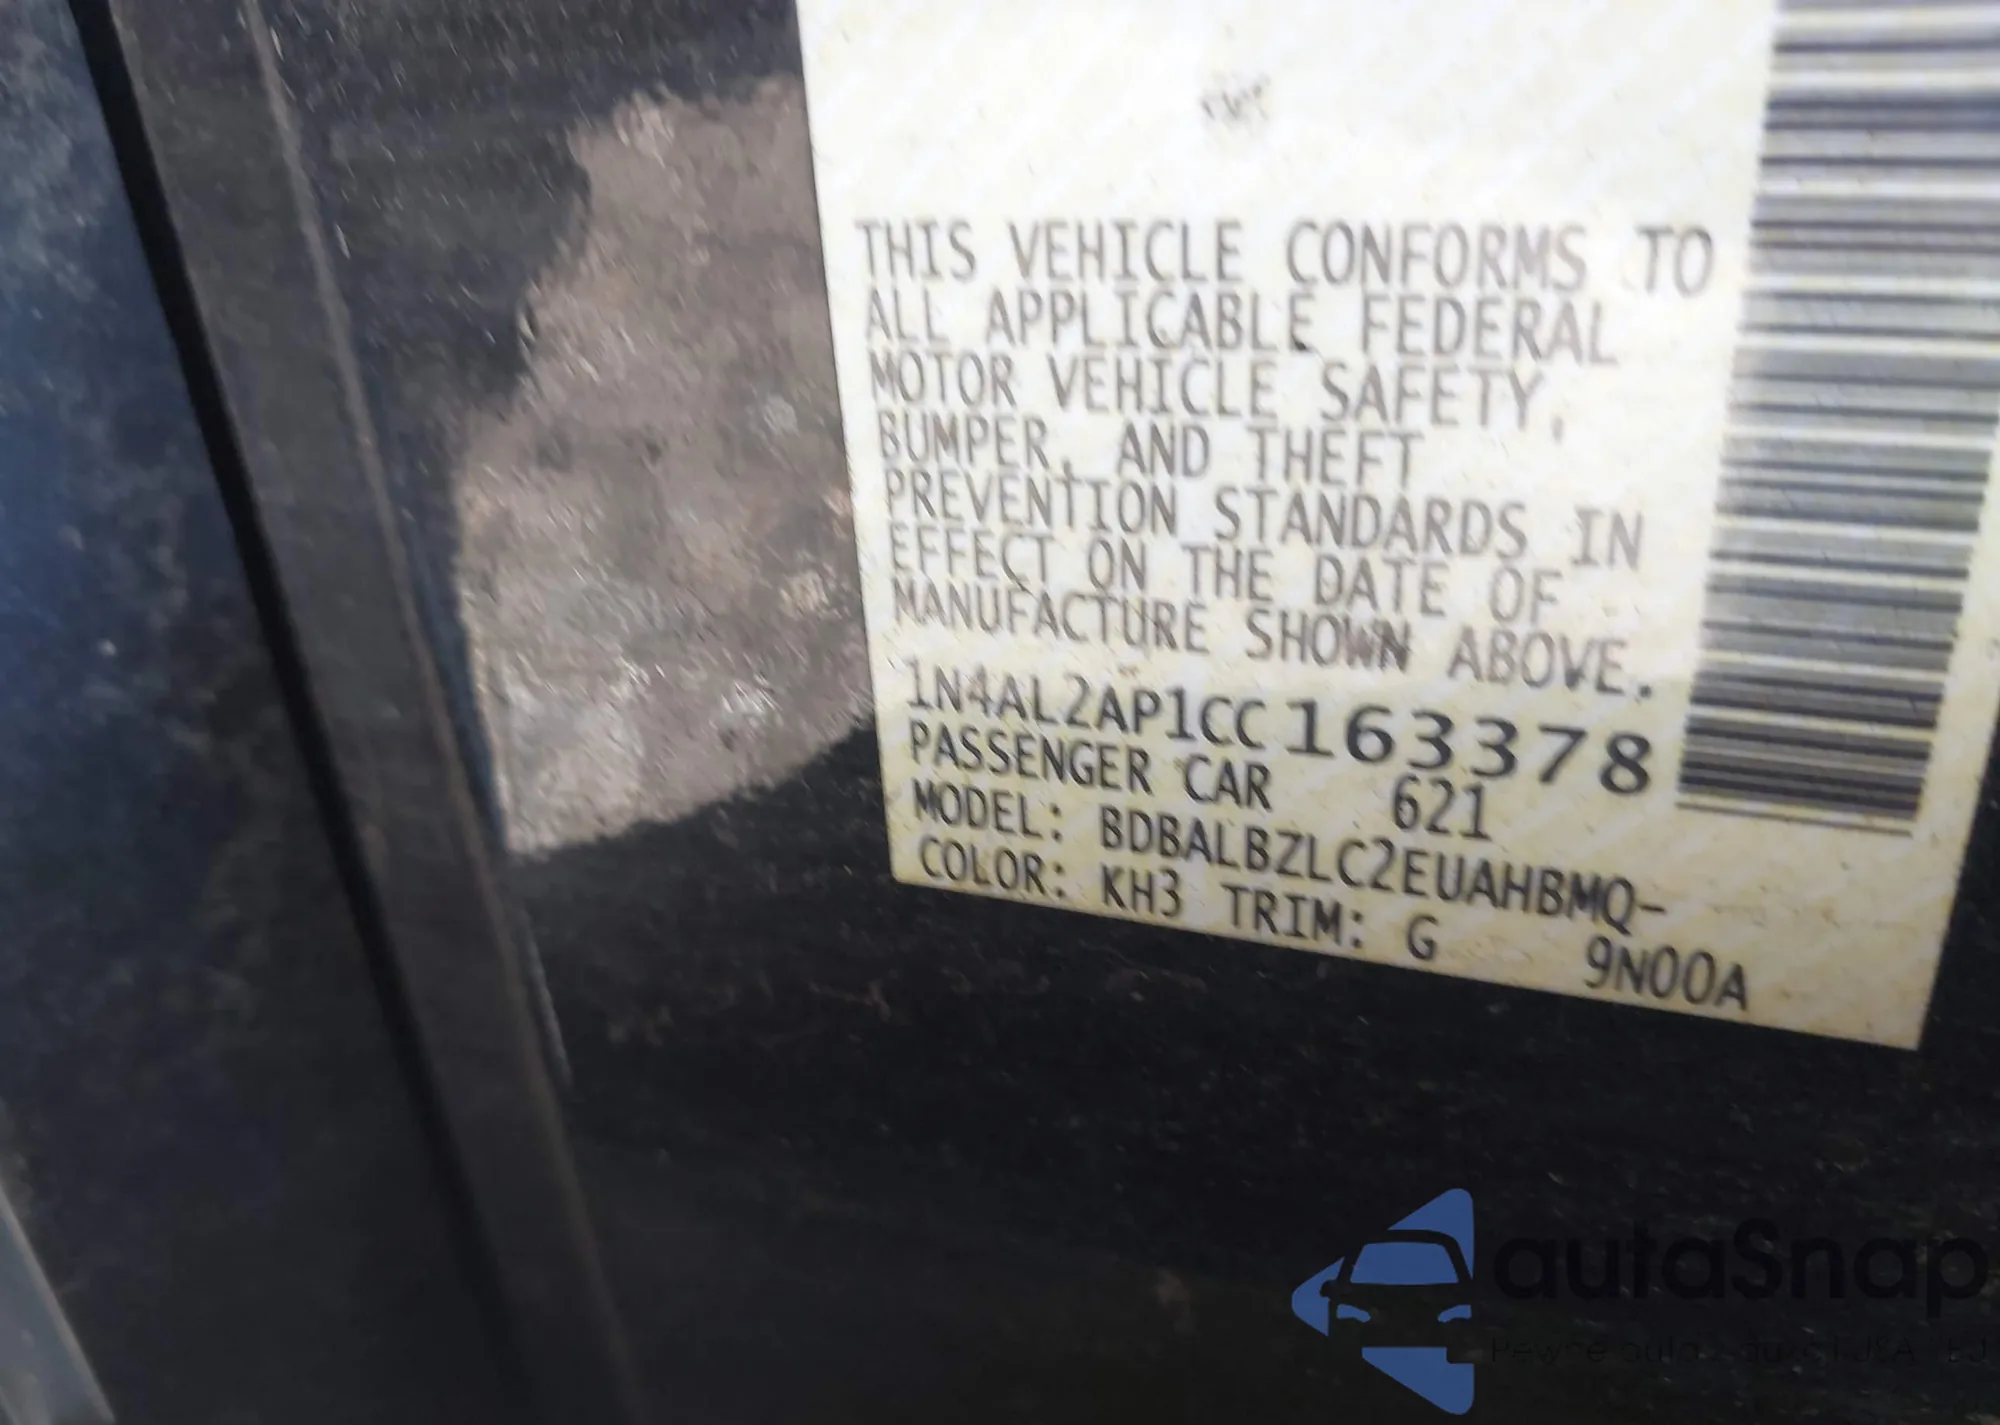 THIS VEHICLE CONFORMS TO
ALL APPLICABLE FEDERAL
MOTOR VEHICLE SAFETY,
BUMPER, AND THEFT
PREVENTION STANDARDS IN
EFFECT ON THE DATE OF
MANUFACTURE SHOWN ABOVE.
1N4AL2AP1CC163378
PASSENGER CAR 621
MODEL: BDBALBZLC2EUAHBMQ-
COLOR: KH3 TRIM: G 9N00A
autaSnap